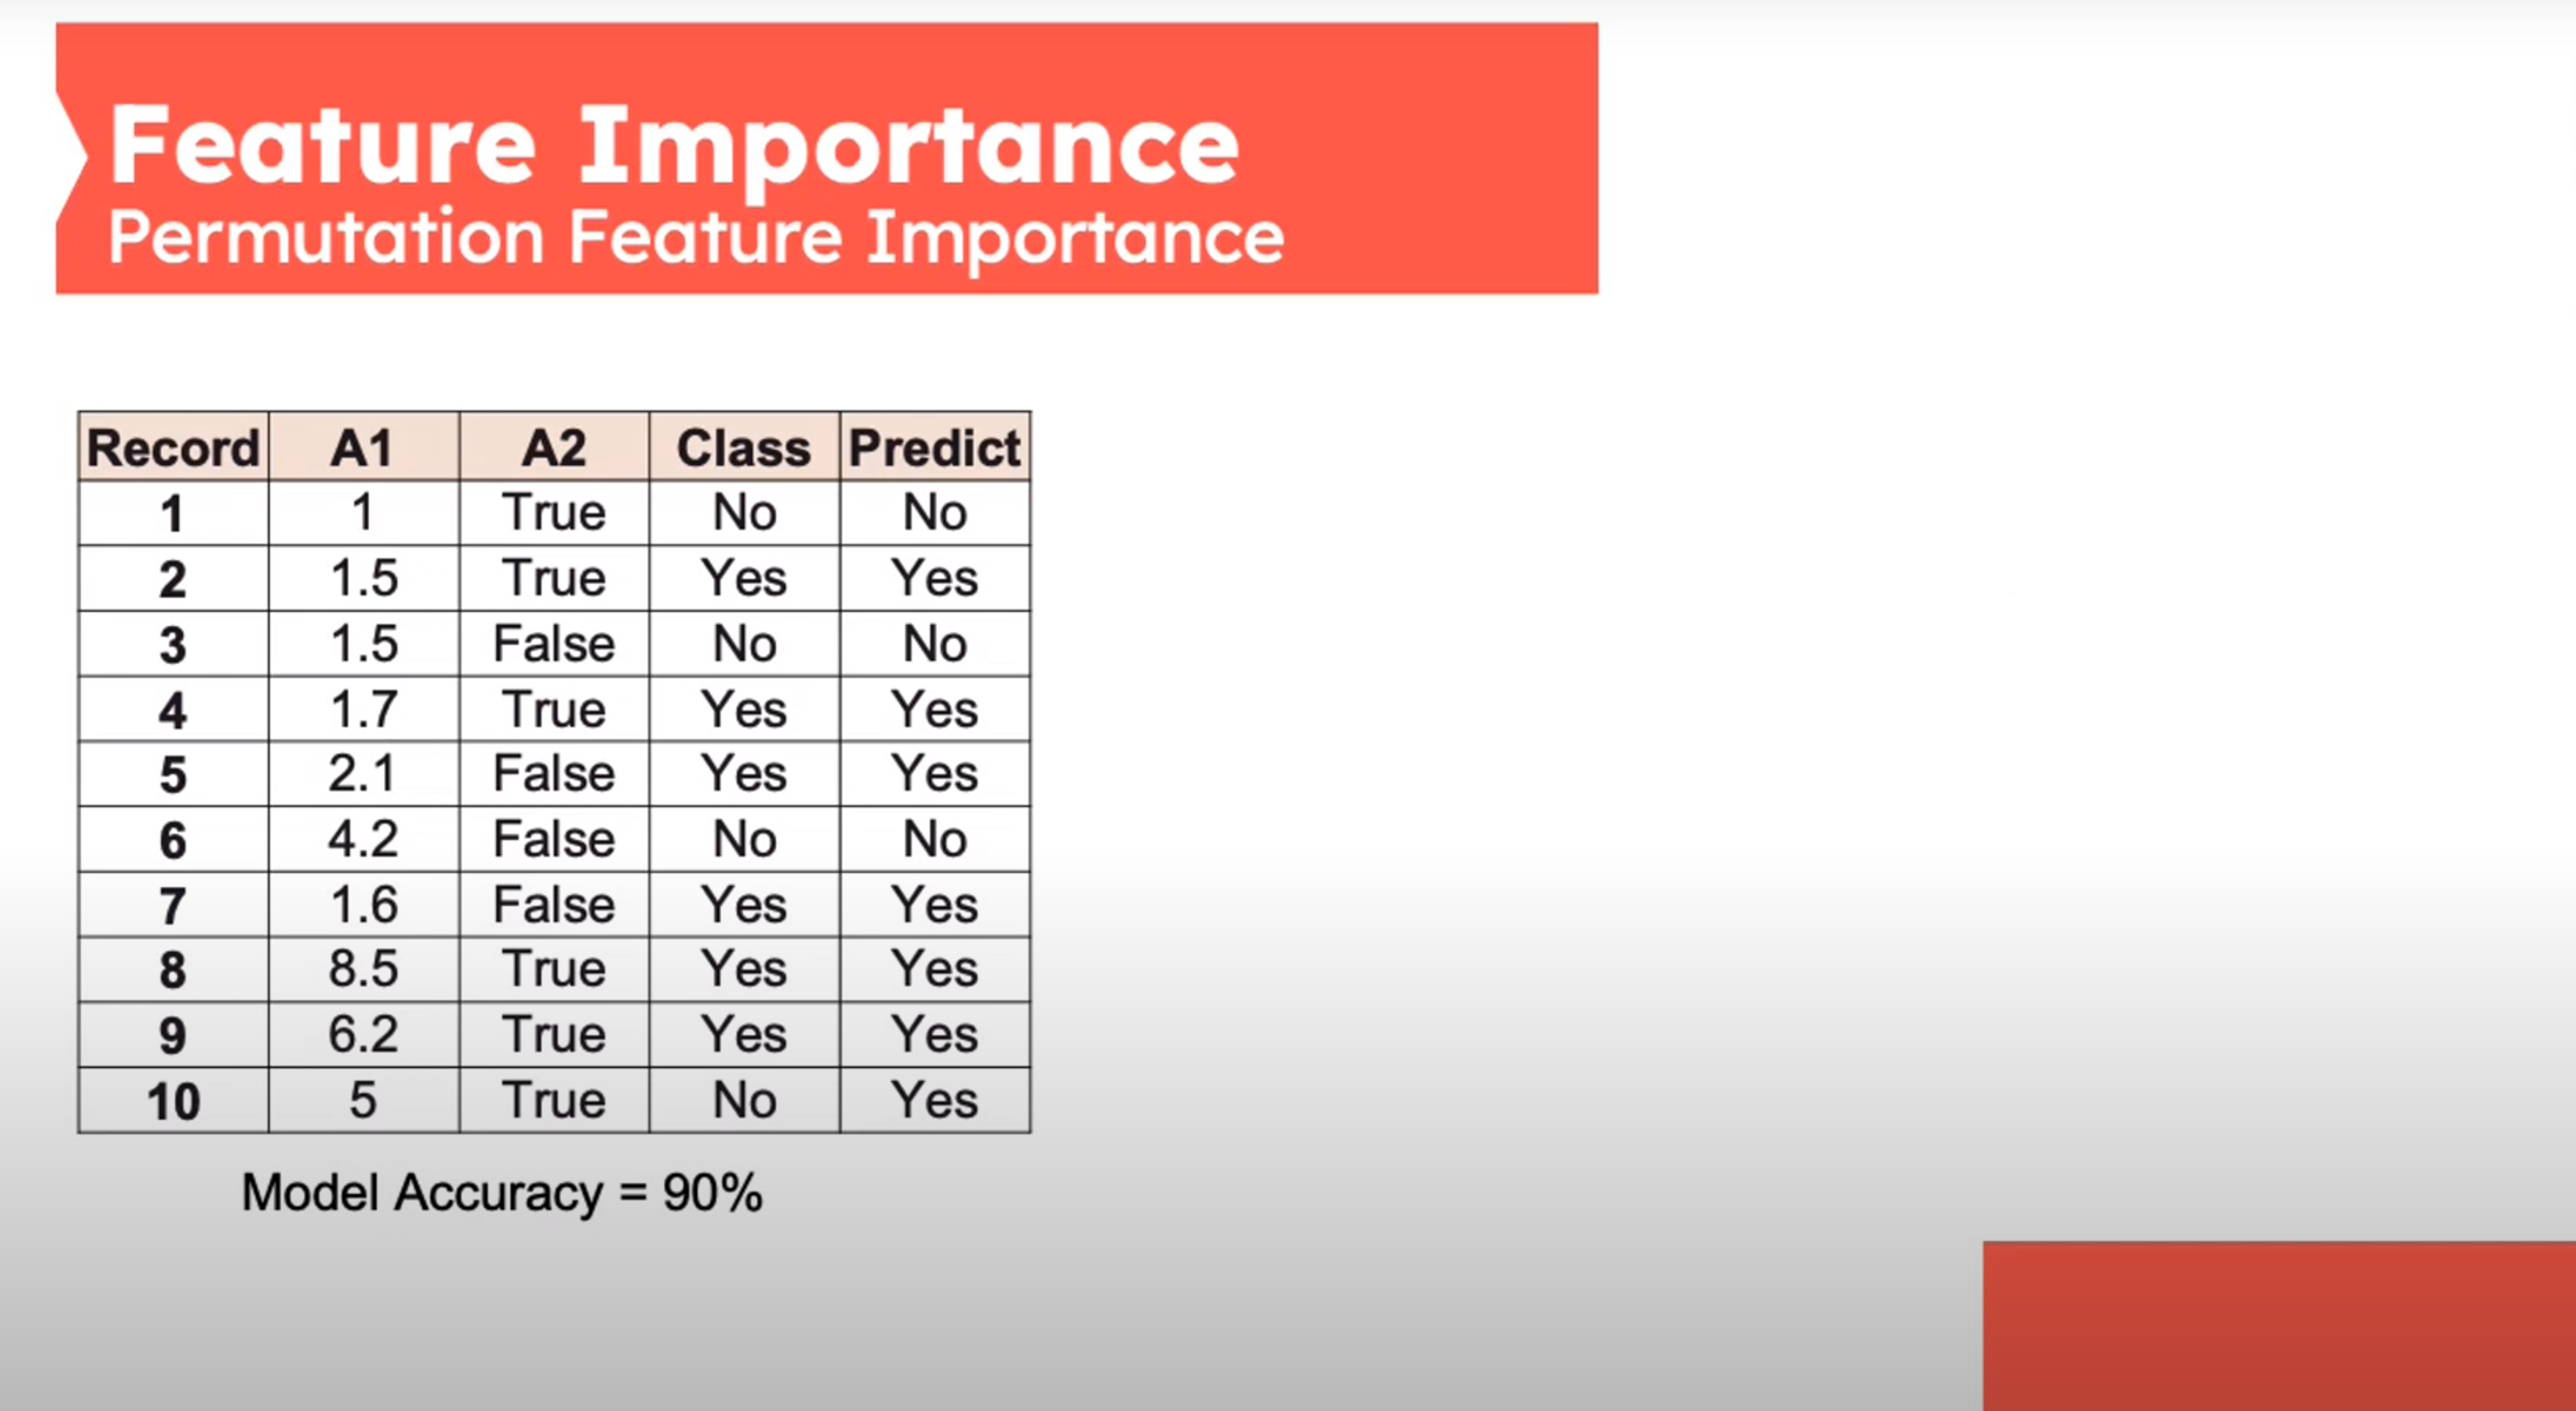 Feature Importance
Permutation Feature Importance
Record A1 A2 Class Predict
1 1 True No No
2 1.5 True Yes Yes
3 1.5 False No No
4 1.7 True Yes Yes
5 2.1 False Yes Yes
6 4.2 False No No
7 1.6 False Yes Yes
8 8.5 True Yes Yes
9 6.2 True Yes Yes
10 5 True No Yes
Model Accuracy = 90%